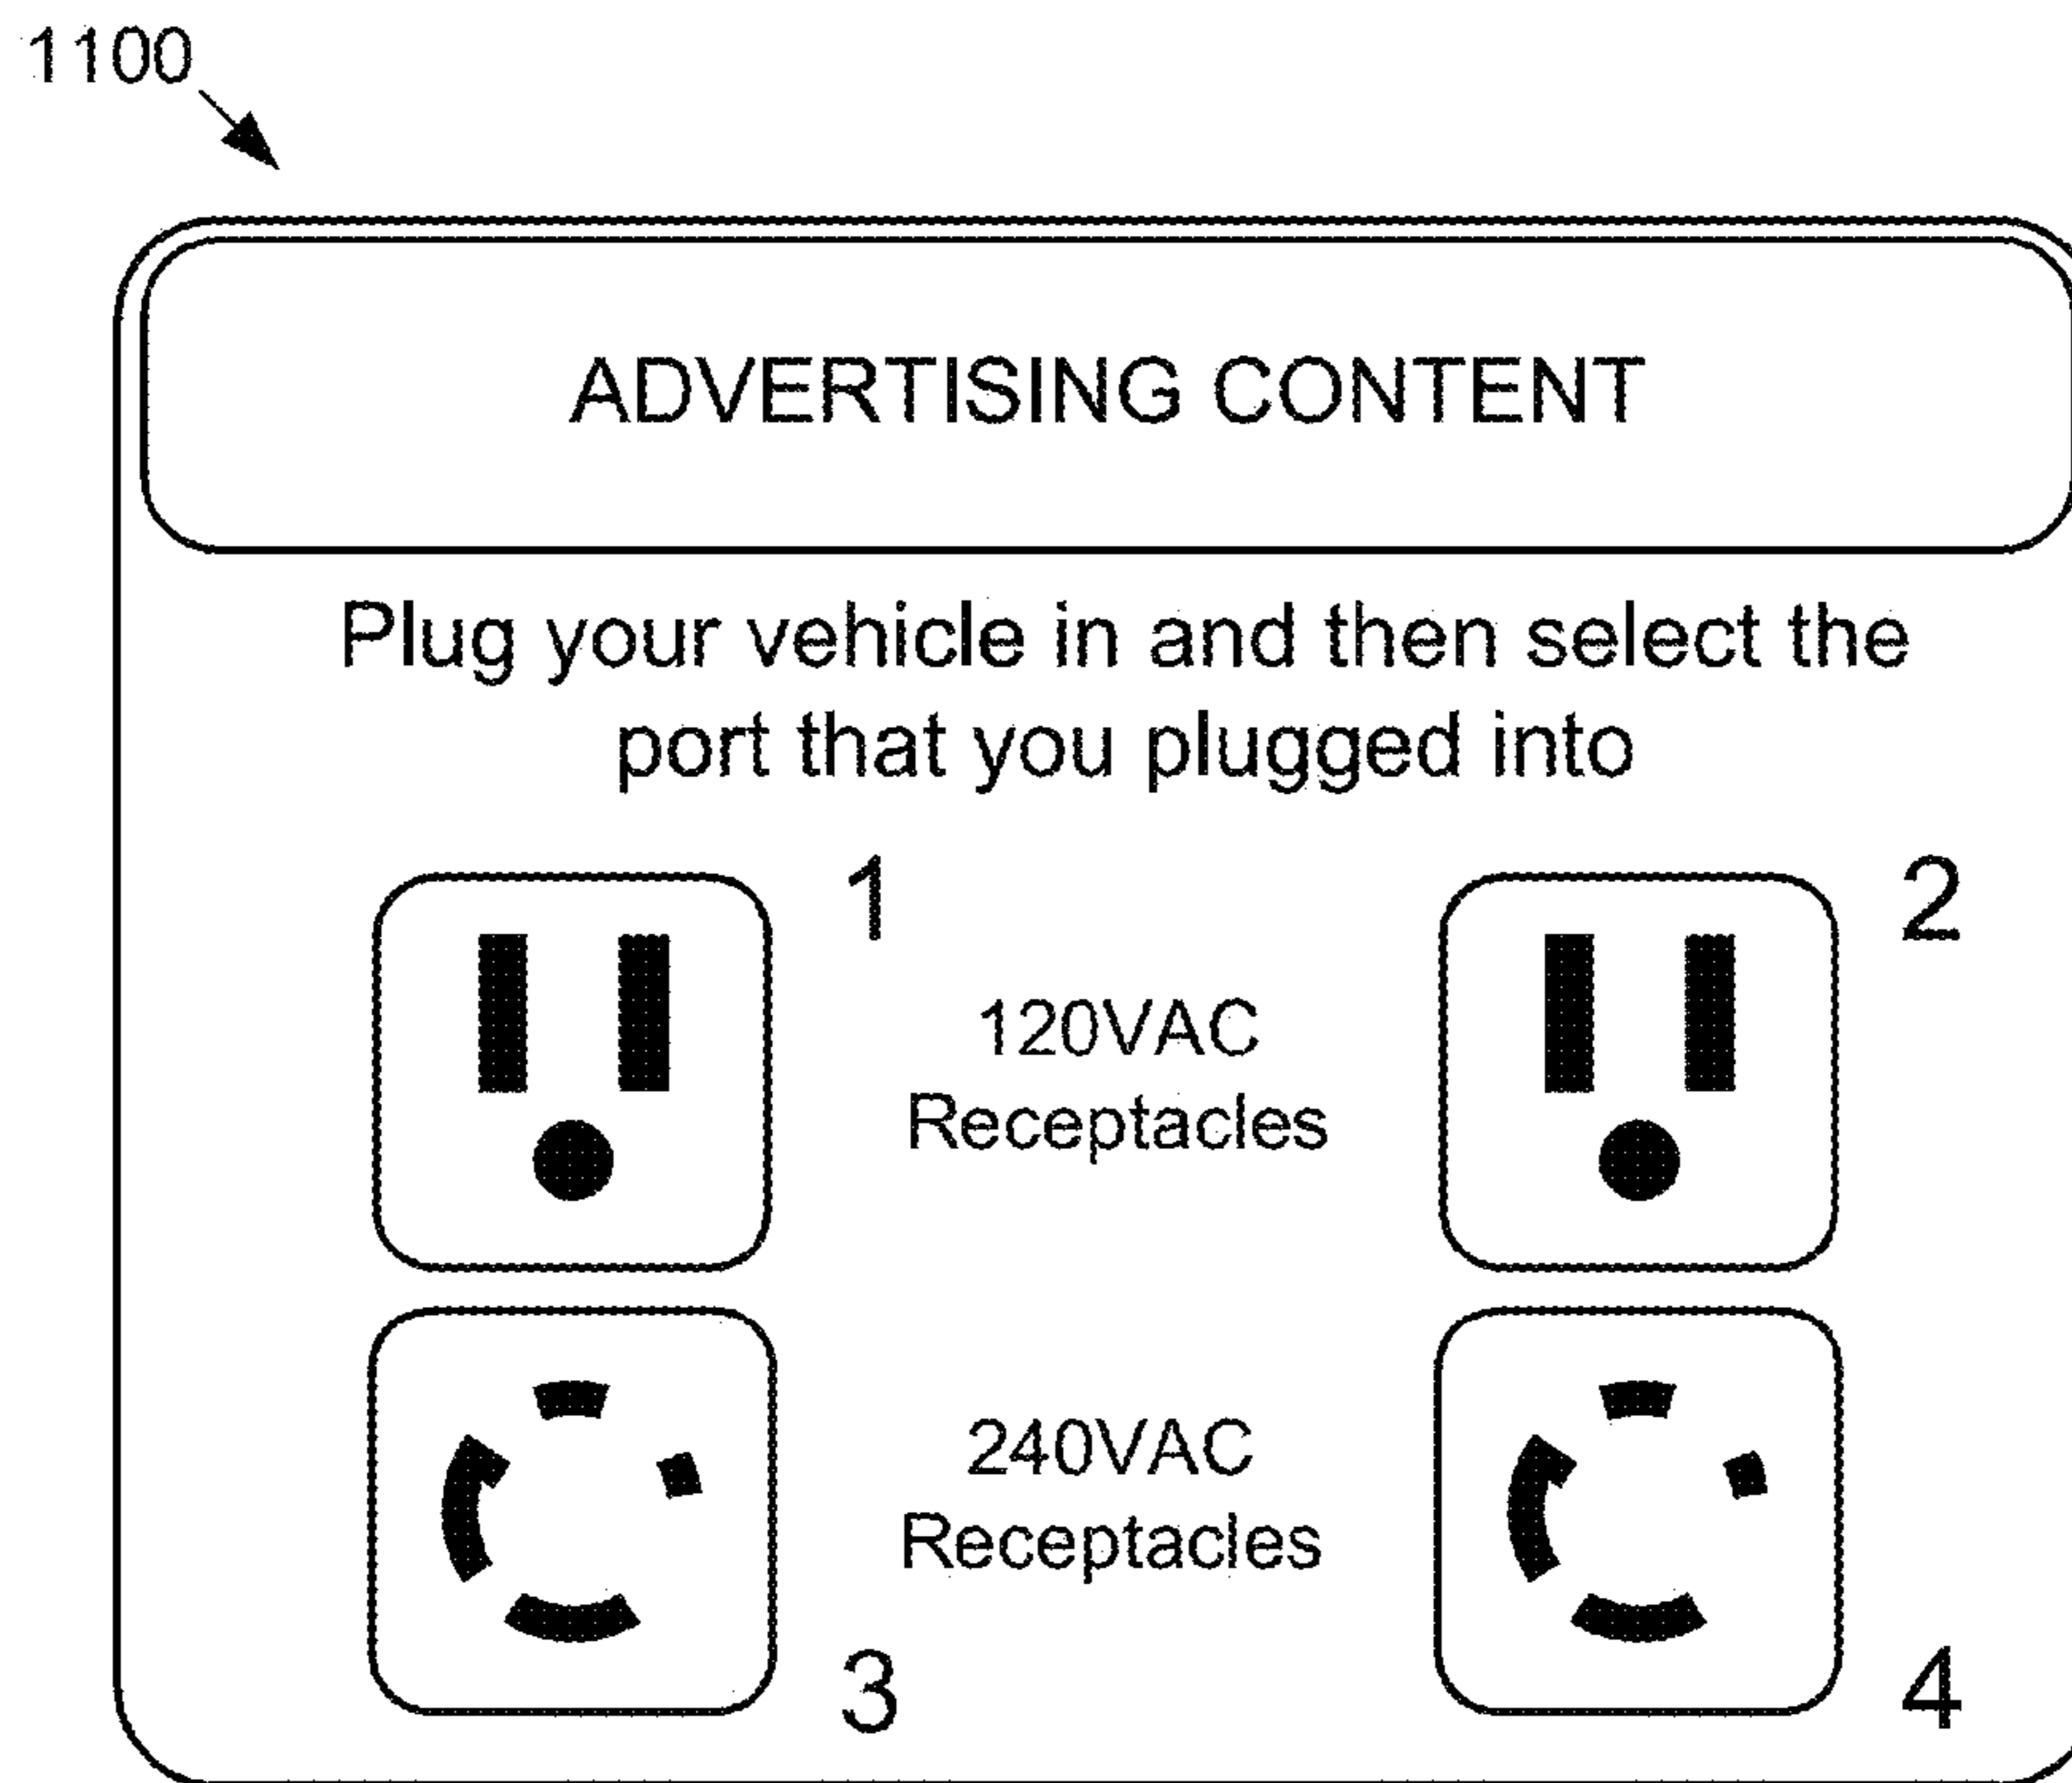 1100
ADVERTISING CONTENT
Plug your vehicle in and then select the
port that you plugged into
1
2
120VAC
Receptacles
240VAC
Receptacles
3
4